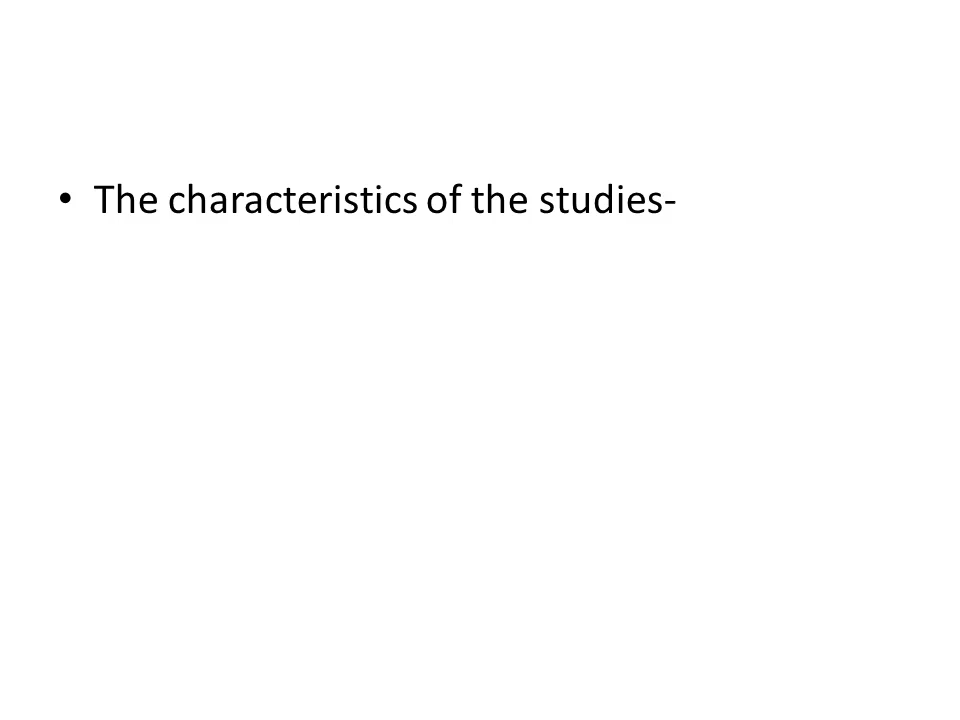 • The characteristics of the studies-